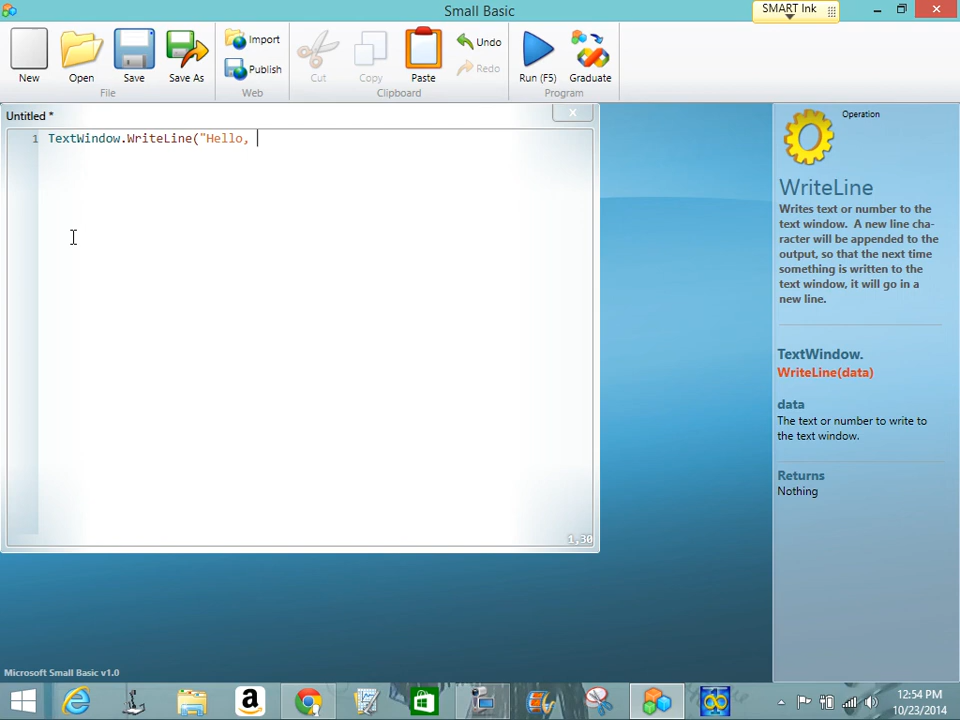 Small Basic
SMART Ink
New
Open
Save
Save As
Import
Publish
Cut
Copy
Paste
Undo
Redo
Run (F5)
Graduate
File
Web
Clipboard
Program
Untitled *
x
1 TextWindow.WriteLine("Hello,
1,30
Operation
WriteLine
Writes text or number to the
text window. A new line cha-
racter will be appended to the
output, so that the next time
something is written to the
text window, it will go in a
new line.
TextWindow.
WriteLine(data)
data
The text or number to write to
the text window.
Returns
Nothing
Microsoft Small Basic v1.0
12:54 PM
10/23/2014